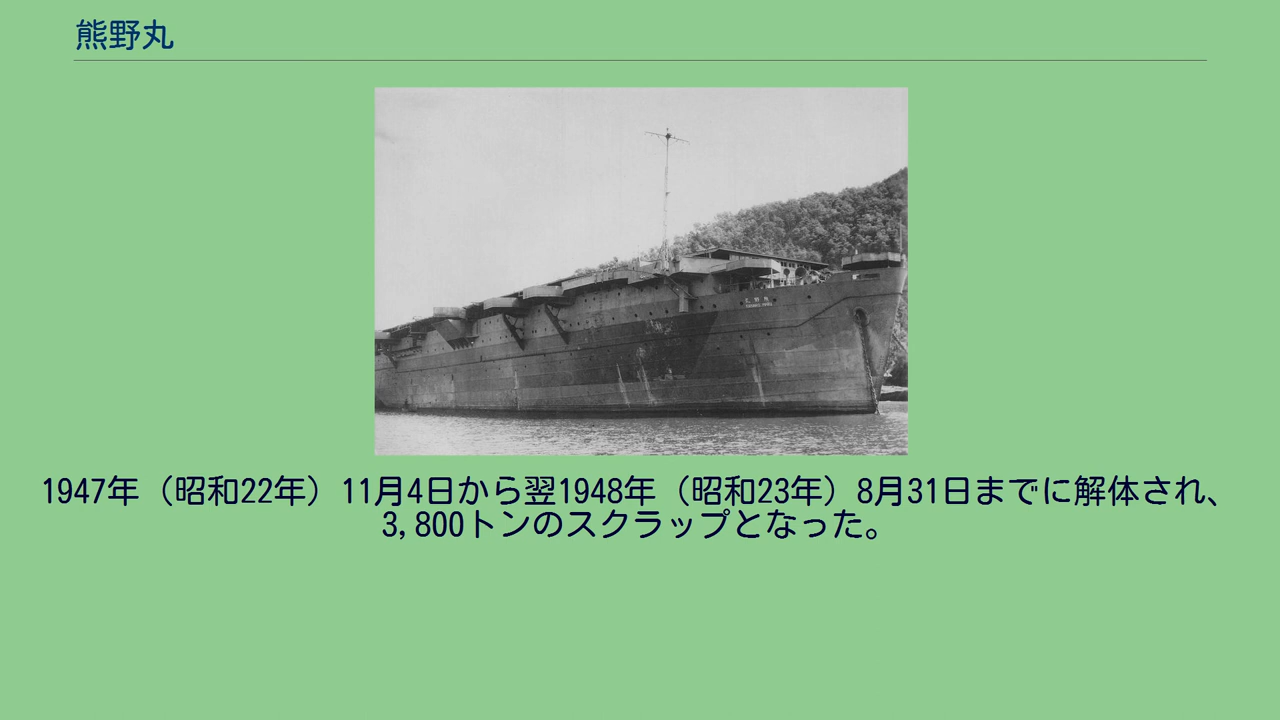 熊野丸
1947年（昭和22年）11月4日から翌1948年（昭和23年）8月31日までに解体され、
3,800トンのスクラップとなった。